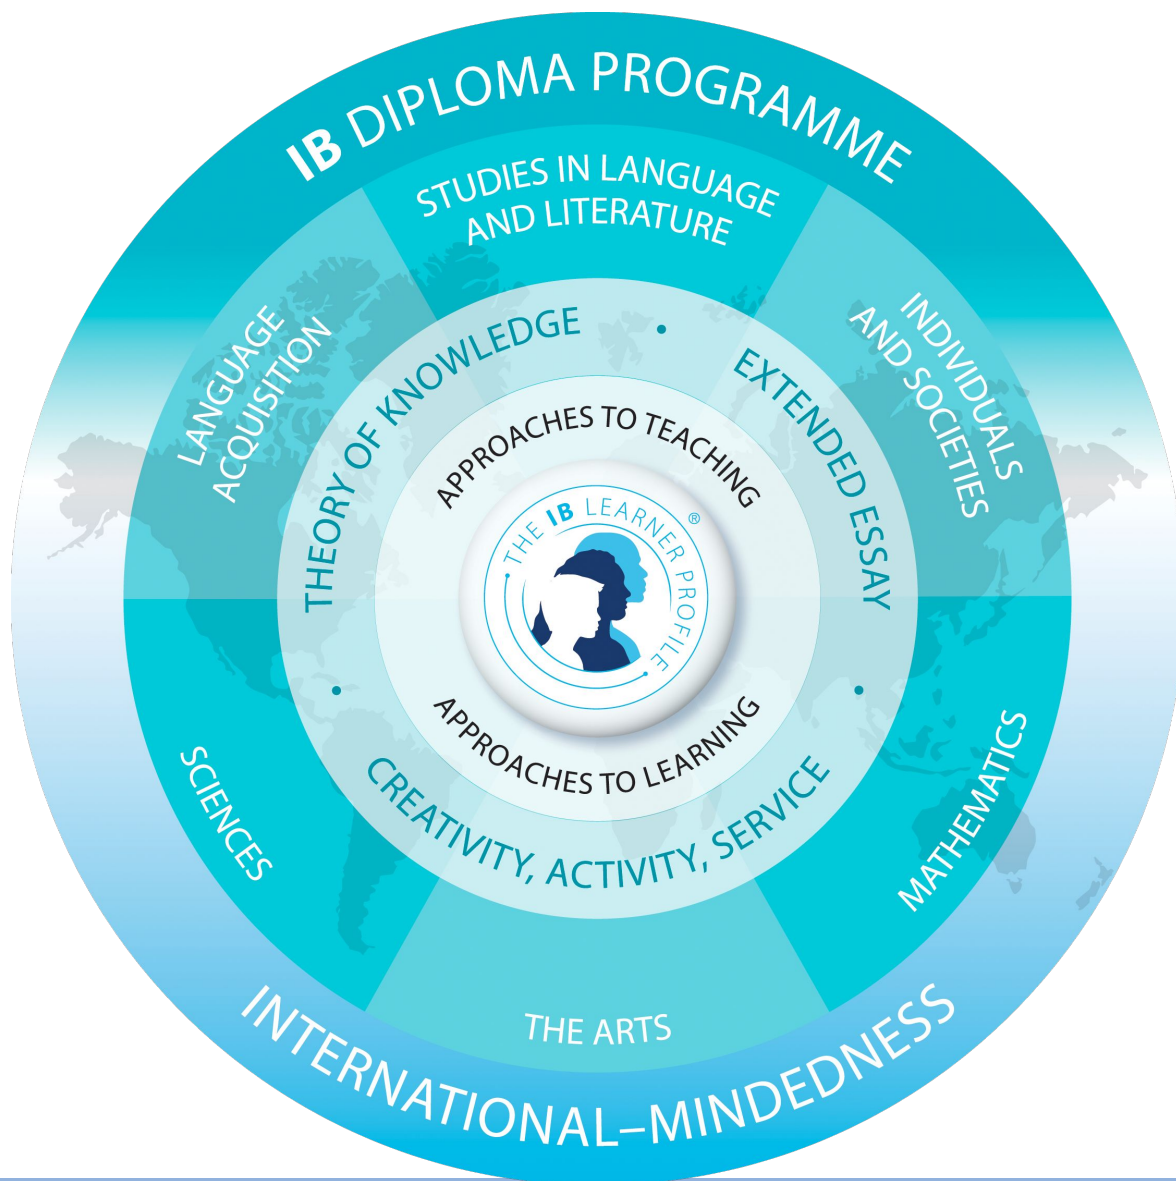 IB DIPLOMA PROGRAMME
STUDIES IN LANGUAGE
AND LITERATURE
LANGUAGE
ACQUISITION
INDIVIDUALS
AND SOCIETIES
THEORY OF KNOWLEDGE
•
EXTENDED ESSAY
APPROACHES TO TEACHING
THE IB LEARNER PROFILE
®
APPROACHES TO LEARNING
•
CREATIVITY, ACTIVITY, SERVICE
•
SCIENCES
MATHEMATICS
THE ARTS
INTERNATIONAL–MINDEDNESS